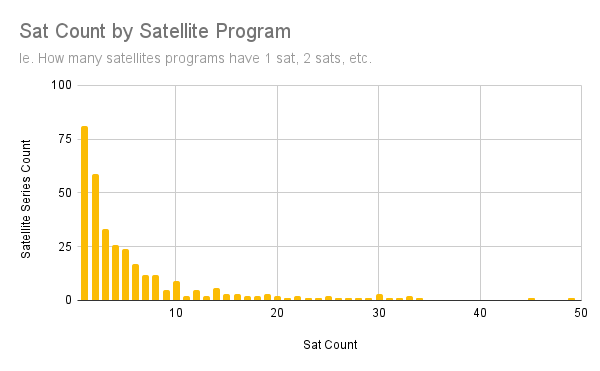 Sat Count by Satellite Program
Ie. How many satellites programs have 1 sat, 2 sats, etc.
100
75
50
25
0
Satellite Series Count
10
20
30
40
50
Sat Count